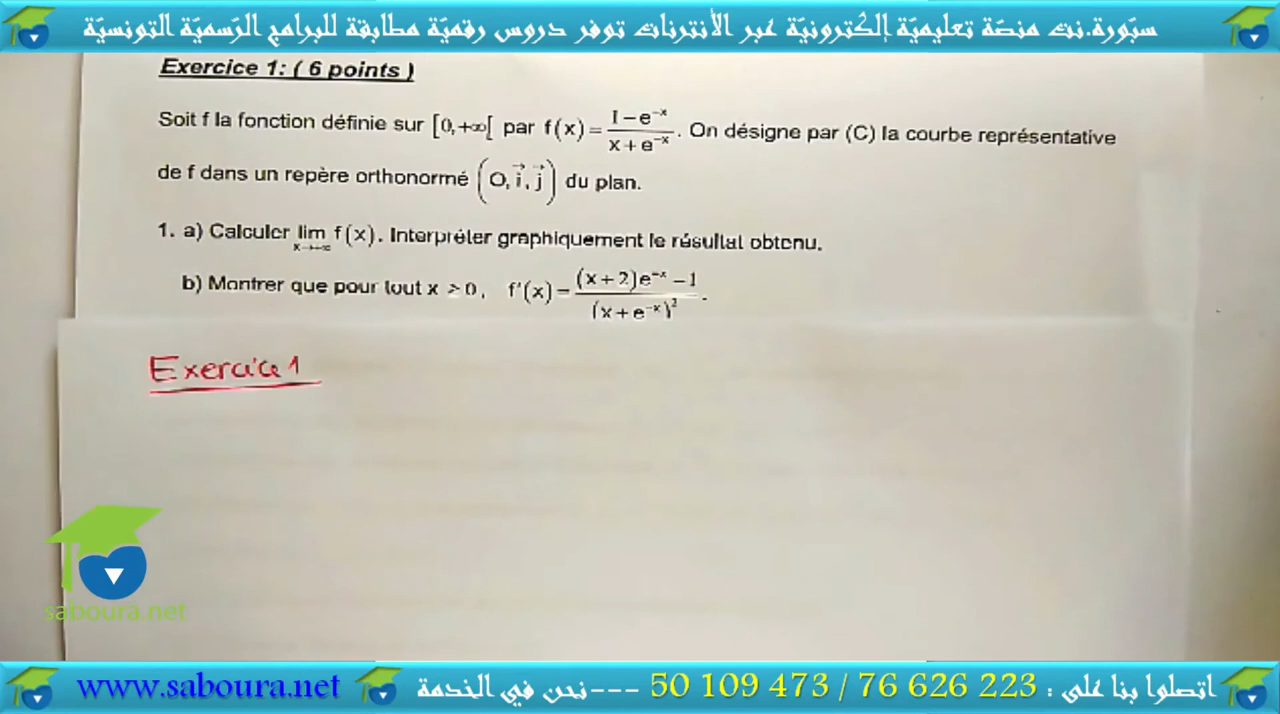 سبّورة.نت منصّة تعليميّة إلكترونيّة عبر الأنترنات توفر دروس رقميّة مطابقة للبرامج الرّسميّة التونسيّة
Exercice 1: ( 6 points )
Soit f la fonction définie sur [0,+∞[ par f(x) = (1−e^{−x})/(x+e^{−x}). On désigne par (C) la courbe représentative
de f dans un repère orthonormé (O, i⃗, j⃗) du plan.
1. a) Calculer lim_{x→+∞} f(x). Interpréter graphiquement le résultat obtenu.
b) Montrer que pour tout x ≥ 0, f'(x) = ((x+2)e^{−x} −1)/(x+e^{−x})².
Exercice 1
saboura.net
www.saboura.net اتصلوا بنا على : 50 109 473 / 76 626 223 ---نحن في الخدمة